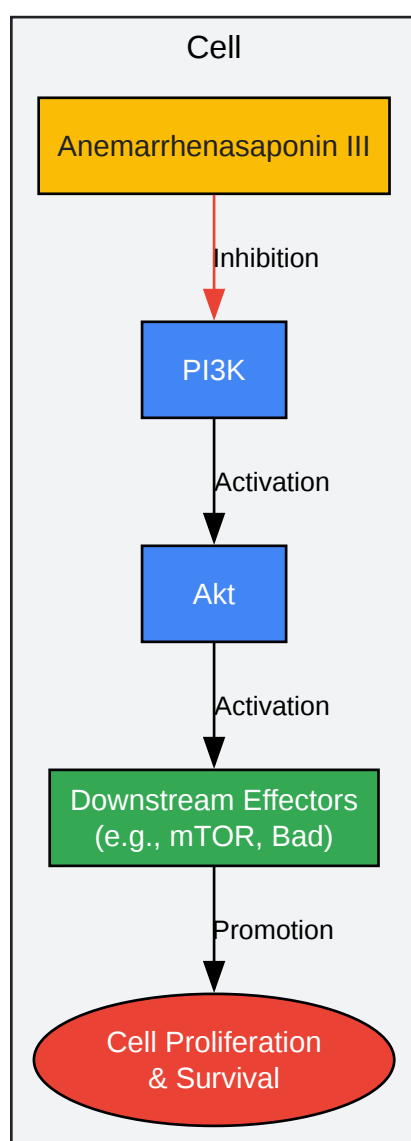 Cell
Anemarrhenasaponin III
Inhibition
PI3K
Activation
Akt
Activation
Downstream Effectors
(e.g., mTOR, Bad)
Promotion
Cell Proliferation
& Survival